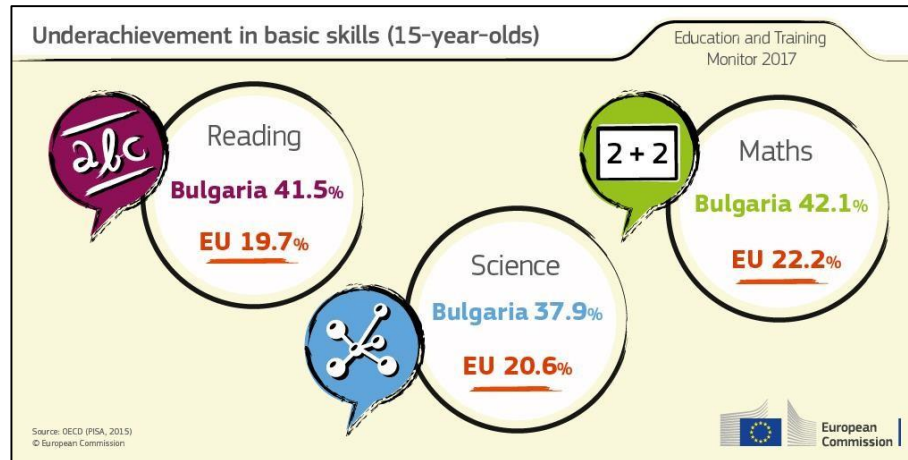 Underachievement in basic skills (15-year-olds)
Education and Training
Monitor 2017
abc
Reading
Bulgaria 41.5%
EU 19.7%
2 + 2
Maths
Bulgaria 42.1%
EU 22.2%
Science
Bulgaria 37.9%
EU 20.6%
Source: OECD (PISA, 2015)
© European Commission
European
Commission